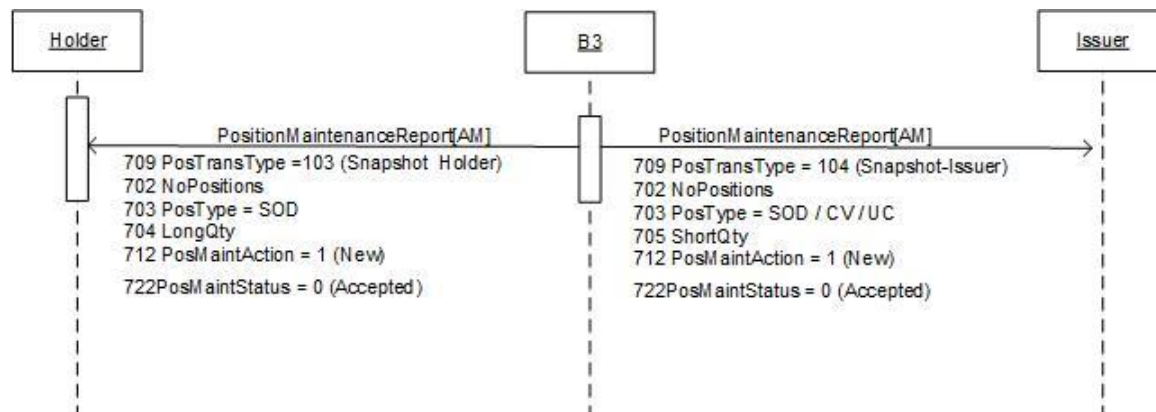 Holder
B3
Issuer
PositionMaintenanceReport[AM]
709 PosTransType =103 (Snapshot Holder)
702 NoPositions
703 PosType = SOD
704 LongQty
712 PosMaintAction = 1 (New)
722PosMaintStatus = 0 (Accepted)
PositionMaintenanceReport[AM]
709 PosTransType = 104 (Snapshot-Issuer)
702 NoPositions
703 PosType = SOD / CV / UC
705 ShortQty
712 PosMaintAction = 1 (New)
722PosMaintStatus = 0 (Accepted)